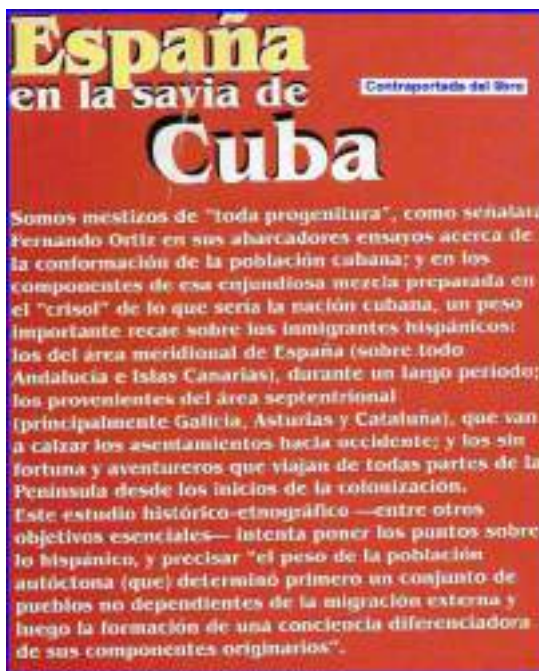 España
en la savia de
Contraportada del libro
Cuba
Somos mestizos de "toda progenitura", como señalara
Fernando Ortiz en sus abarcadores ensayos acerca de
la conformación de la población cubana; y en los
componentes de esa enjundiosa mezcla preparada en
el "crisol" de lo que sería la nación cubana, un peso
importante recae sobre los inmigrantes hispánicos:
los del área meridional de España (sobre todo
Andalucía e Islas Canarias), durante un largo período;
los provenientes del área septentrional
(principalmente Galicia, Asturias y Cataluña), que van
a calzar los asentamientos hacia occidente; y los sin
fortuna y aventureros que viajan de todas partes de la
Península desde los inicios de la colonización.
Este estudio histórico-etnográfico —entre otros
objetivos esenciales— intenta poner los puntos sobre
lo hispánico, y precisar "el peso de la población
autóctona (que) determinó primero un conjunto de
pueblos no dependientes de la migración externa y
luego la formación de una conciencia diferenciadora
de sus componentes originarios".